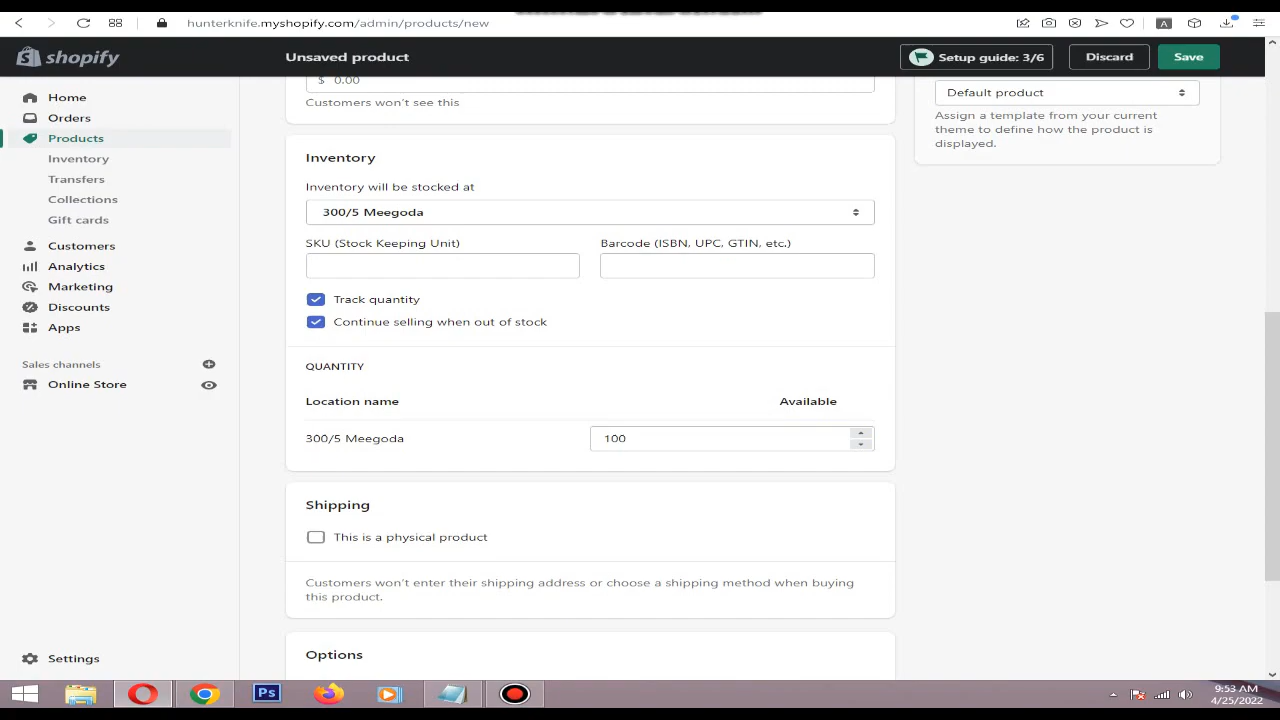 hunterknife.myshopify.com/admin/products/new
A
shopify
Unsaved product
Setup guide: 3/6
Discard
Save
Home
Orders
Products
Inventory
Transfers
Collections
Gift cards
Customers
Analytics
Marketing
Discounts
Apps
Sales channels
Online Store
Settings
$ 0.00
Customers won't see this
Default product
Assign a template from your current
theme to define how the product is
displayed.
Inventory
Inventory will be stocked at
300/5 Meegoda
SKU (Stock Keeping Unit)
Barcode (ISBN, UPC, GTIN, etc.)
Track quantity
Continue selling when out of stock
QUANTITY
Location name
Available
300/5 Meegoda
100
Shipping
This is a physical product
Customers won't enter their shipping address or choose a shipping method when buying
this product.
Options
Ps
9:53 AM
4/25/2022